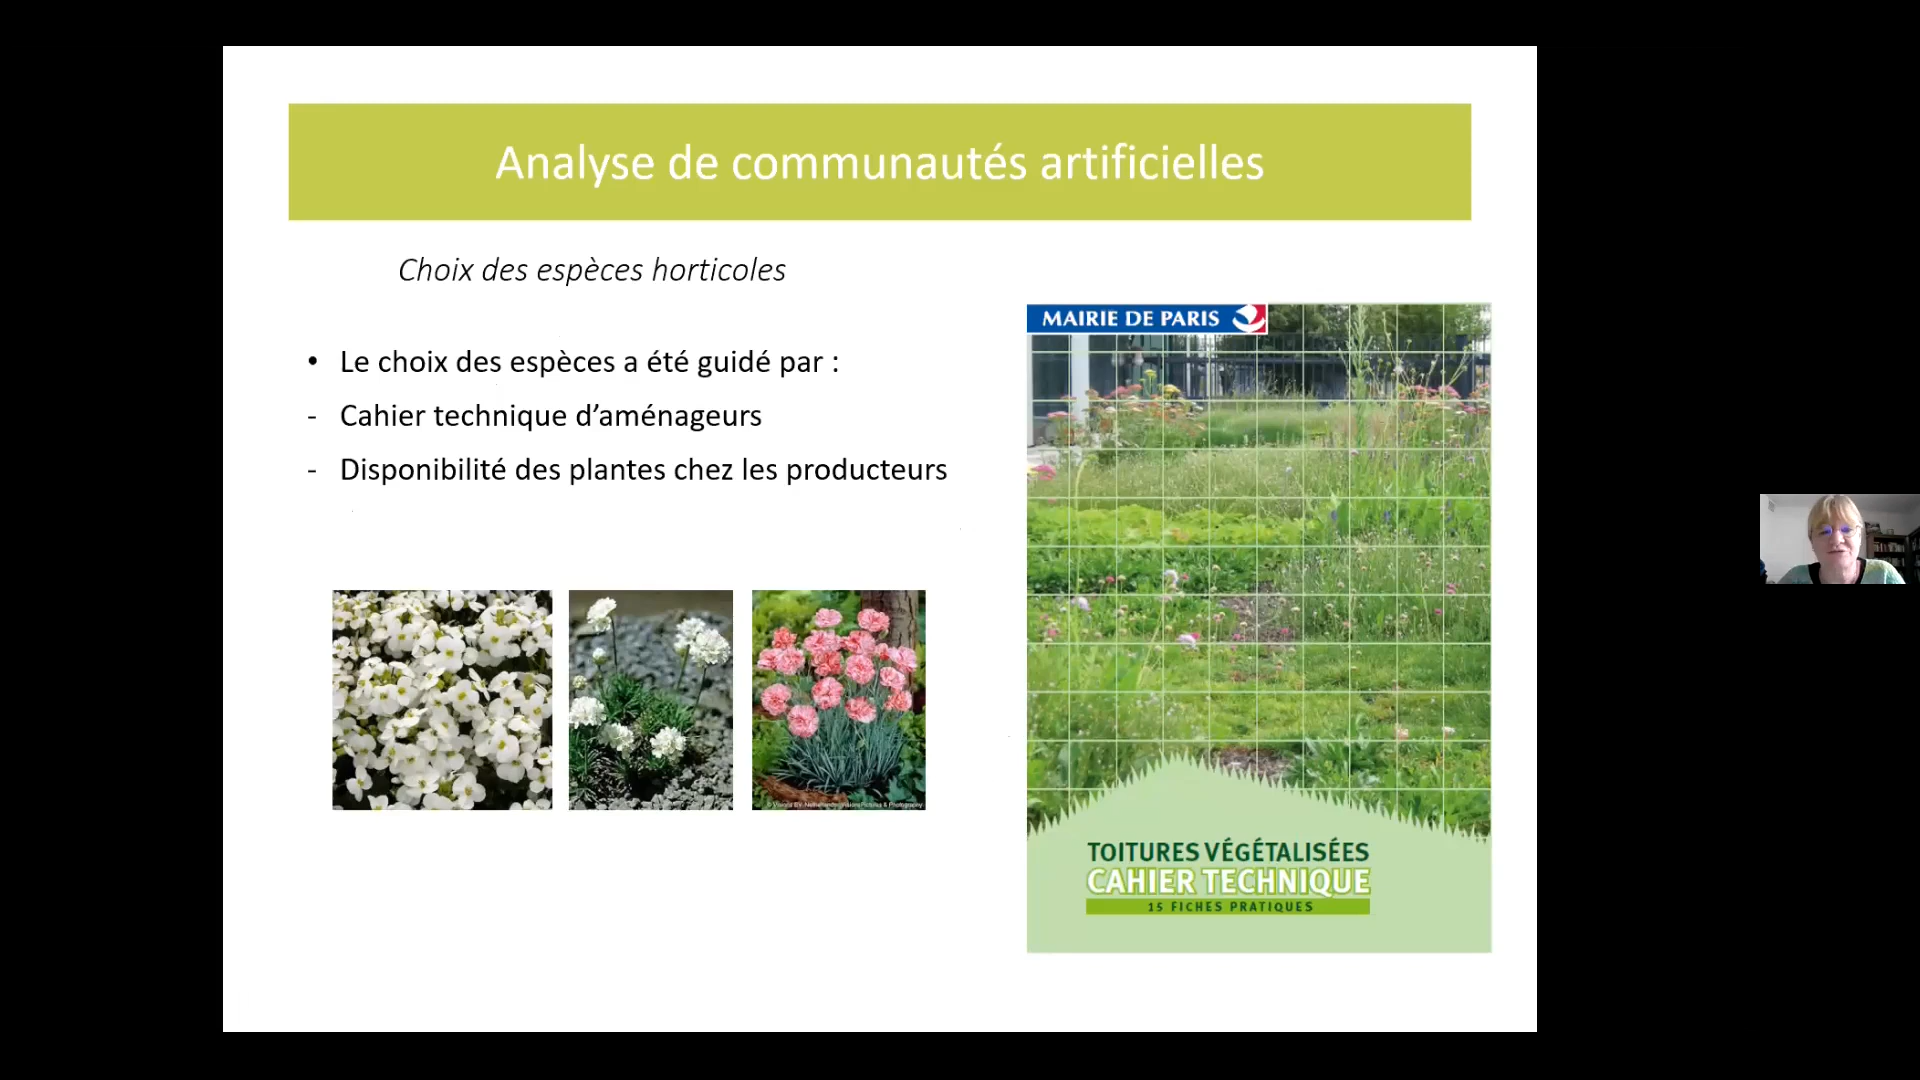 Analyse de communautés artificielles
Choix des espèces horticoles
• Le choix des espèces a été guidé par :
- Cahier technique d’aménageurs
- Disponibilité des plantes chez les producteurs
MAIRIE DE PARIS
TOITURES VÉGÉTALISÉES
CAHIER TECHNIQUE
15 FICHES PRATIQUES